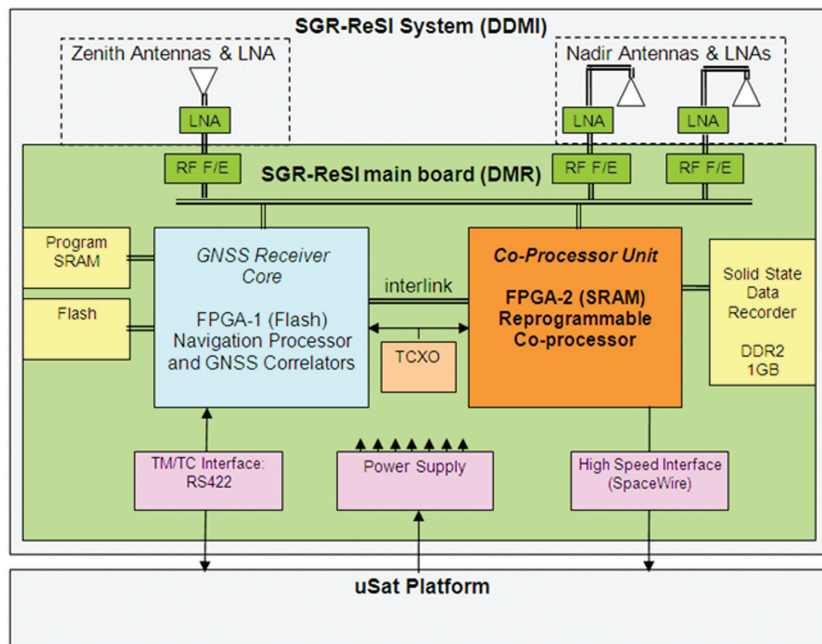 SGR-ReSI System (DDMI)
Zenith Antennas & LNA
Nadir Antennas & LNAs
LNA
LNA
LNA
RF F/E
SGR-ReSI main board (DMR)
RF F/E
RF F/E
Program
SRAM
Flash
GNSS Receiver
Core
FPGA-1 (Flash)
Navigation Processor
and GNSS Correlators
interlink
TCXO
Co-Processor Unit
FPGA-2 (SRAM)
Reprogrammable
Co-processor
Solid State
Data
Recorder
DDR2
1GB
TM/TC Interface:
RS422
Power Supply
High Speed Interface
(SpaceWire)
uSat Platform